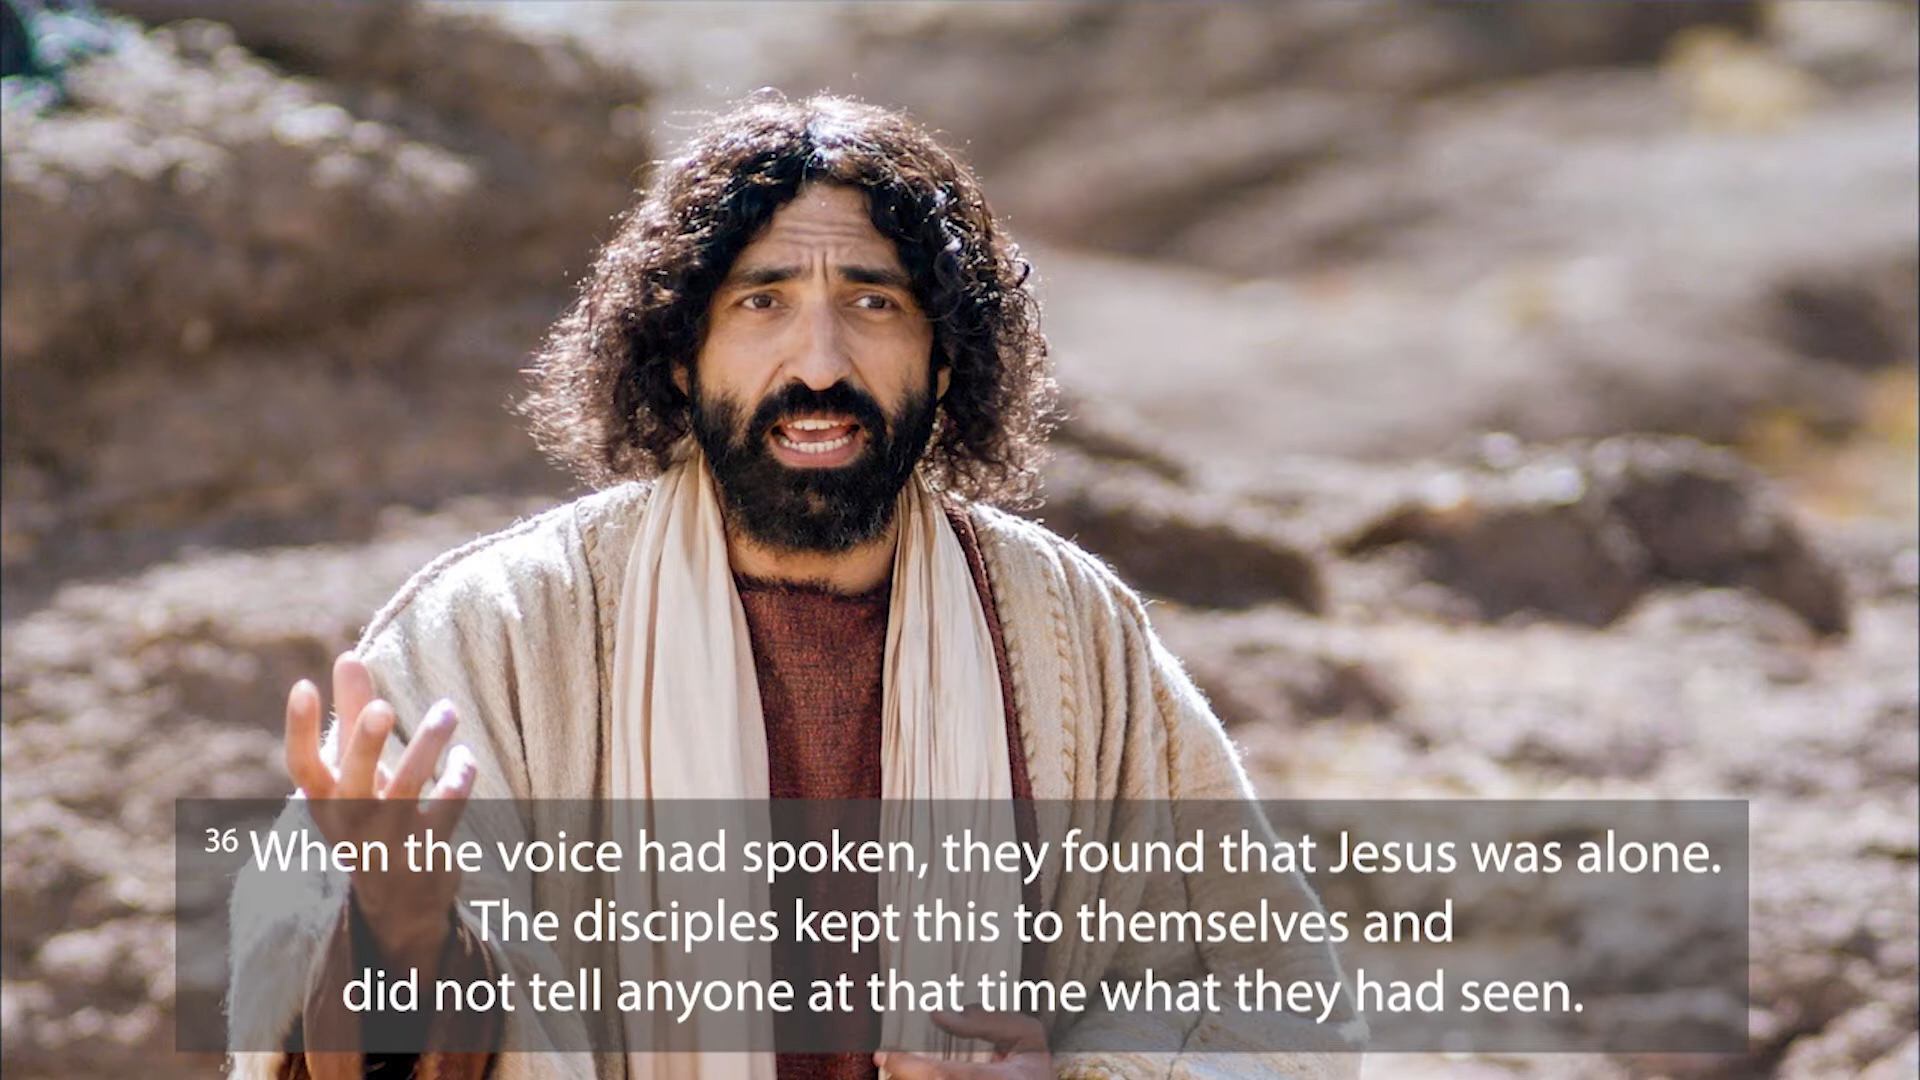 36 When the voice had spoken, they found that Jesus was alone.
The disciples kept this to themselves and
did not tell anyone at that time what they had seen.